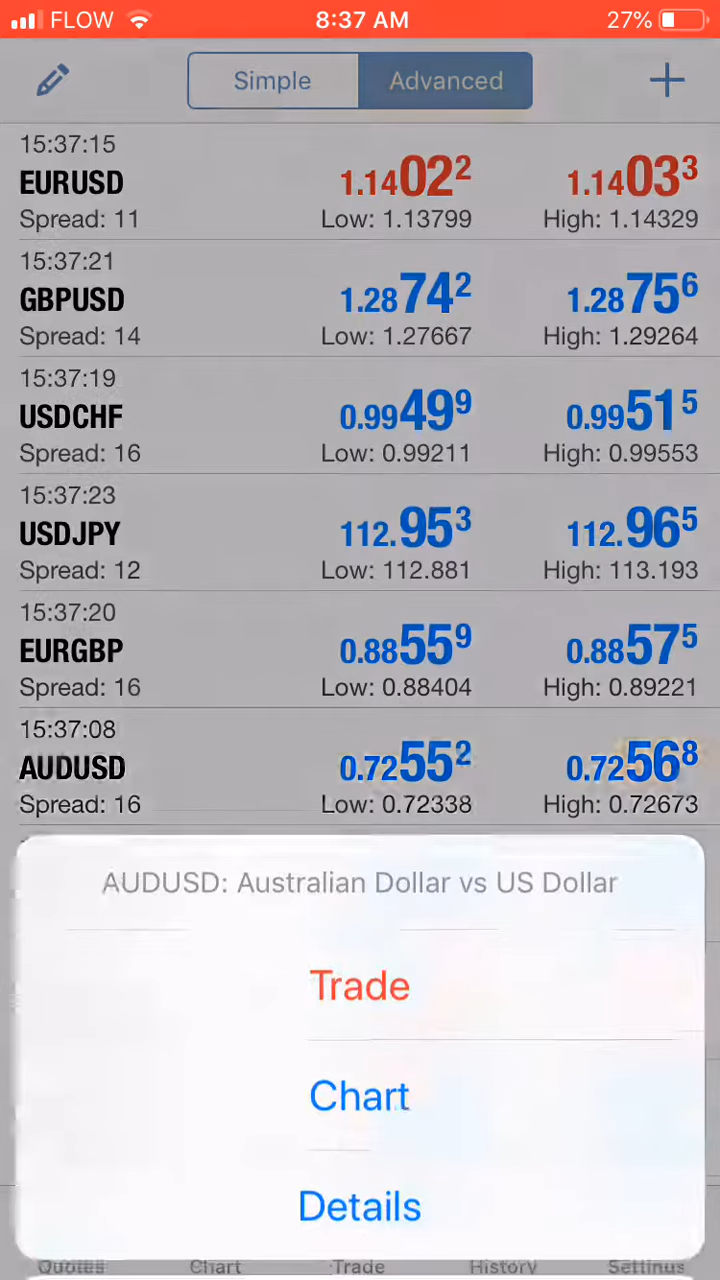 FLOW 8:37 AM 27%
Simple Advanced
15:37:15
EURUSD 1.14022 1.14033
Spread: 11 Low: 1.13799 High: 1.14329
15:37:21
GBPUSD 1.28742 1.28756
Spread: 14 Low: 1.27667 High: 1.29264
15:37:19
USDCHF 0.99499 0.99515
Spread: 16 Low: 0.99211 High: 0.99553
15:37:23
USDJPY 112.953 112.965
Spread: 12 Low: 112.881 High: 113.193
15:37:20
EURGBP 0.88559 0.88575
Spread: 16 Low: 0.88404 High: 0.89221
15:37:08
AUDUSD 0.72552 0.72568
Spread: 16 Low: 0.72338 High: 0.72673
AUDUSD: Australian Dollar vs US Dollar
Trade
Chart
Details
Quotes Chart Trade History Settings